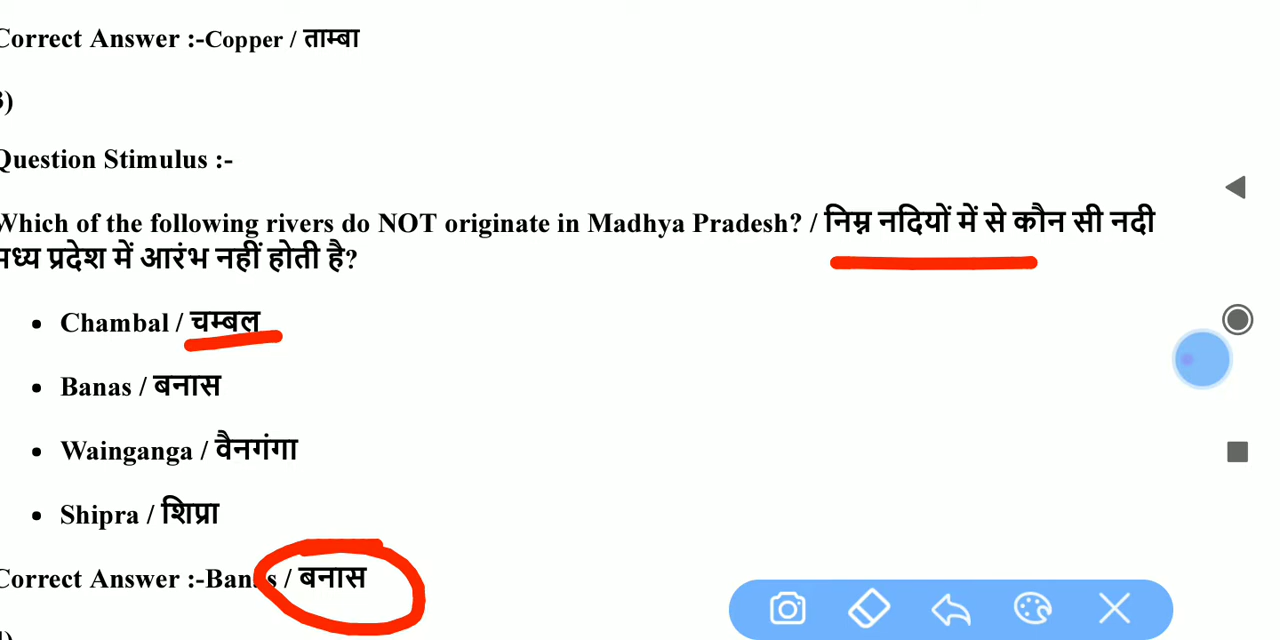 Correct Answer :-Copper / ताम्बा
3)
Question Stimulus :-
Which of the following rivers do NOT originate in Madhya Pradesh? / निम्न नदियों में से कौन सी नदी
मध्य प्रदेश में आरंभ नहीं होती है?
Chambal / चम्बल
Banas / बनास
Wainganga / वैनगंगा
Shipra / शिप्रा
Correct Answer :-Banas / बनास